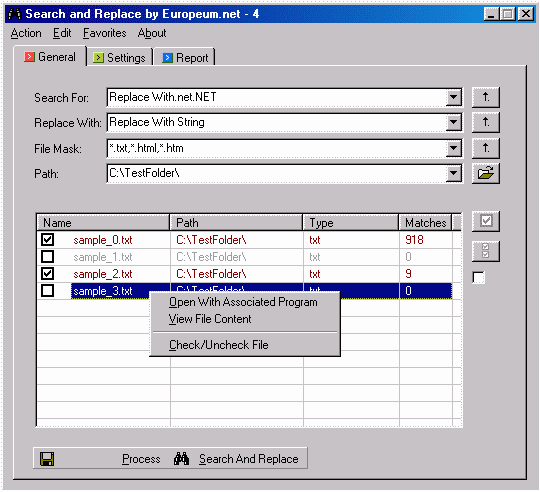 Search and Replace by Europeum.net - 4
Action Edit Favorites About
General Settings Report
Search For: Replace With.net.NET
Replace With: Replace With String
File Mask: *.txt,*.html,*.htm
Path: C:\TestFolder\
Name Path Type Matches
sample_0.txt C:\TestFolder\ txt 918
sample_1.txt C:\TestFolder\ txt 0
sample_2.txt C:\TestFolder\ txt 9
sample_3.txt C:\TestFolder\ txt 0
Open With Associated Program
View File Content
Check/Uncheck File
Process Search And Replace